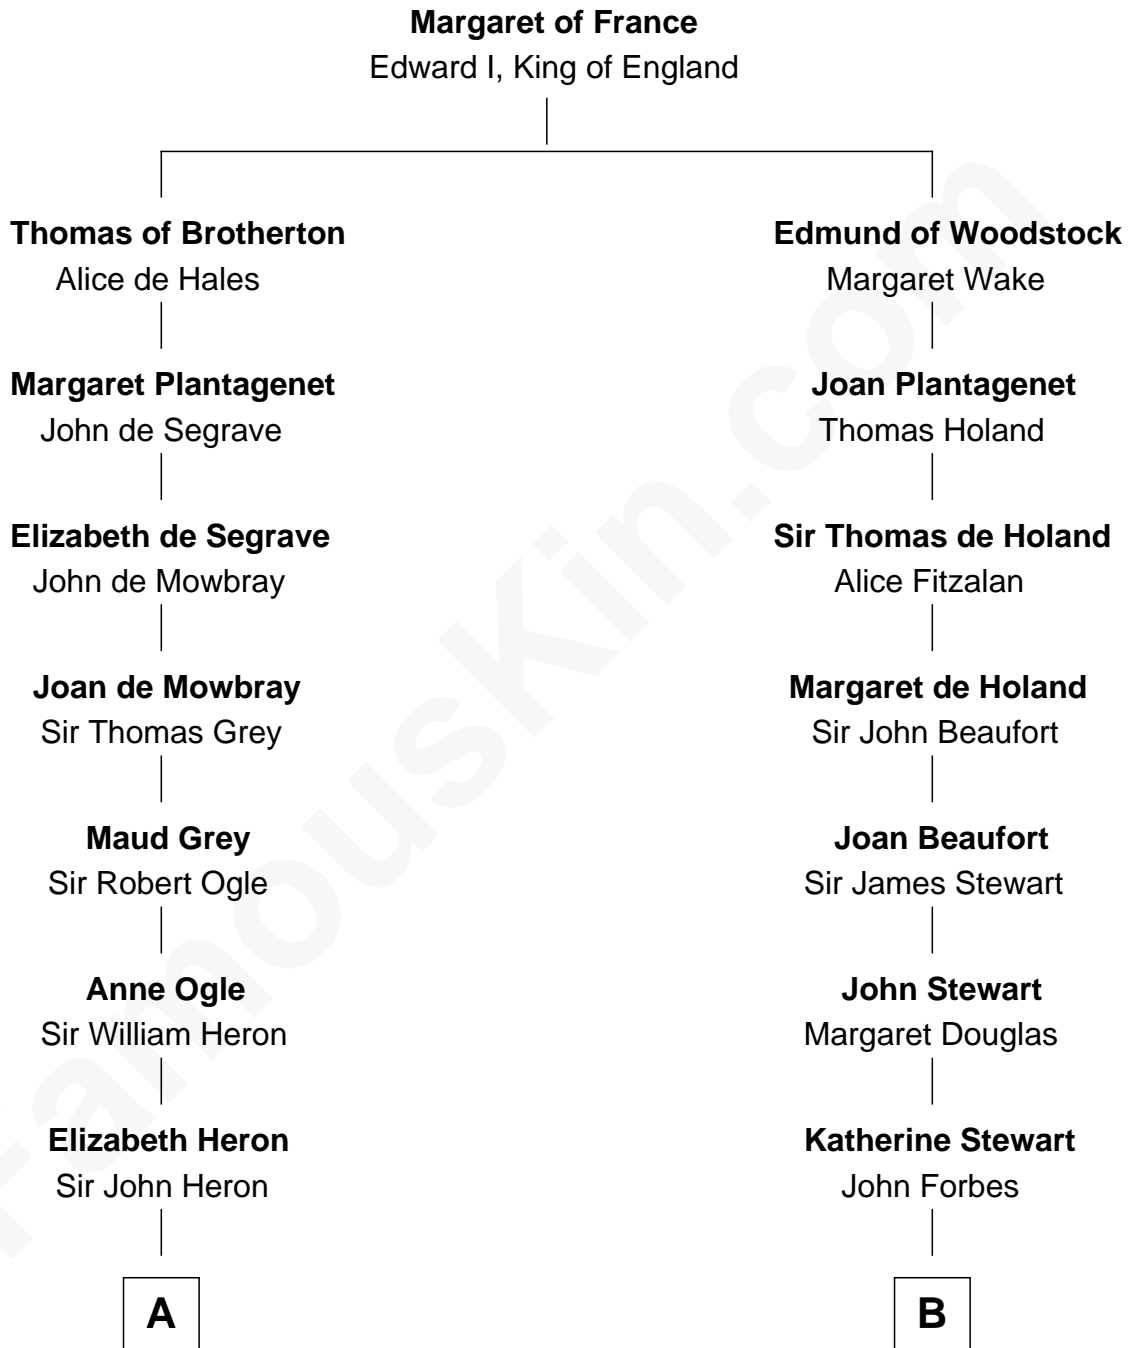 Margaret of France
Edward I, King of England
Thomas of Brotherton
Alice de Hales
Margaret Plantagenet
John de Segrave
Elizabeth de Segrave
John de Mowbray
Joan de Mowbray
Sir Thomas Grey
Maud Grey
Sir Robert Ogle
Anne Ogle
Sir William Heron
Elizabeth Heron
Sir John Heron
A
Edmund of Woodstock
Margaret Wake
Joan Plantagenet
Thomas Holand
Sir Thomas de Holand
Alice Fitzalan
Margaret de Holand
Sir John Beaufort
Joan Beaufort
Sir James Stewart
John Stewart
Margaret Douglas
Katherine Stewart
John Forbes
B
FamousKin.com